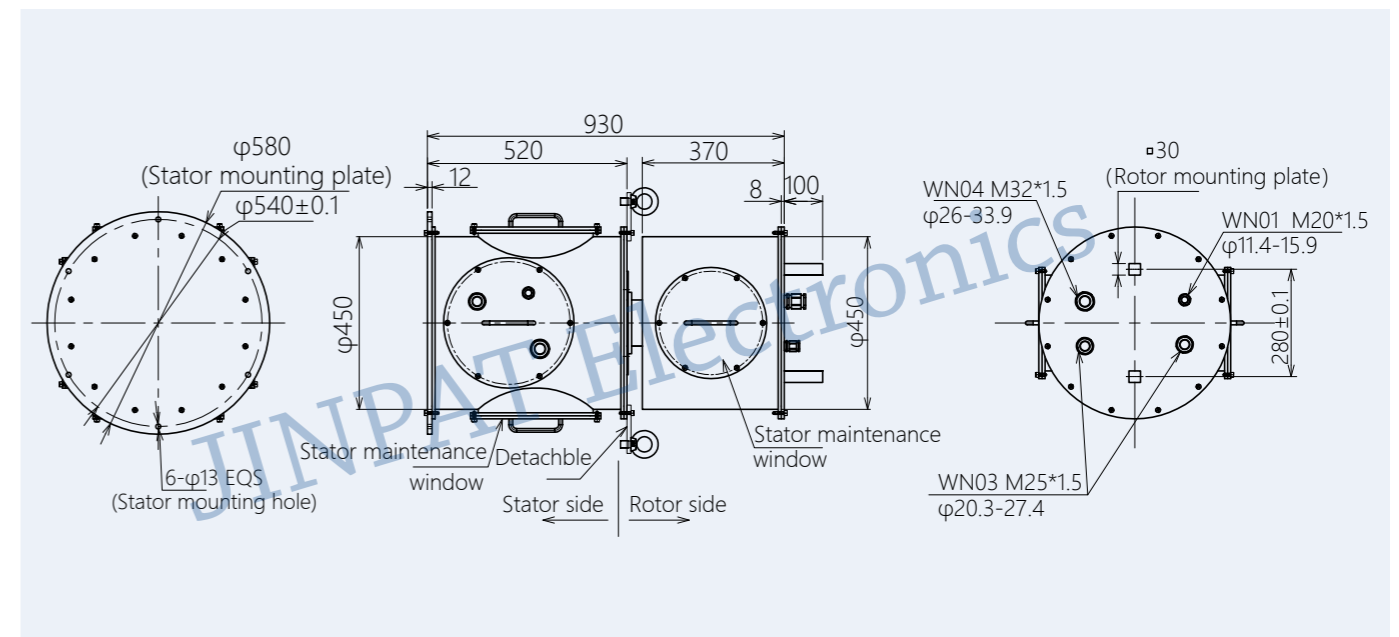 φ580
(Stator mounting plate)
φ540±0.1
6-φ13 EQS
(Stator mounting hole)
930
520
370
12
8
100
φ450
φ450
Stator maintenance
window
Detachble
Stator maintenance
window
Stator side
Rotor side
▫30
(Rotor mounting plate)
WN04 M32*1.5
φ26-33.9
WN01 M20*1.5
φ11.4-15.9
280±0.1
WN03 M25*1.5
φ20.3-27.4
JINPAT Electronics